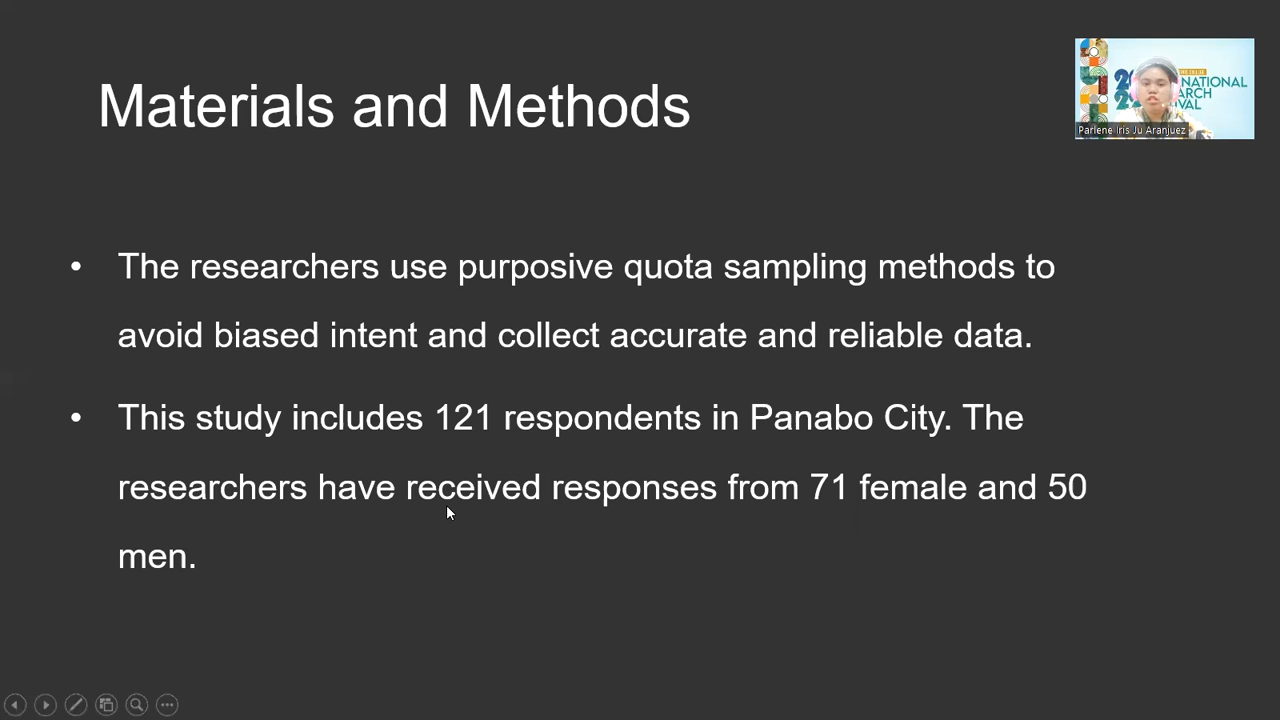 Materials and Methods
• The researchers use purposive quota sampling methods to
avoid biased intent and collect accurate and reliable data.
• This study includes 121 respondents in Panabo City. The
researchers have received responses from 71 female and 50
men.
NATIONAL
Parlene Iris Ju Aranjuez